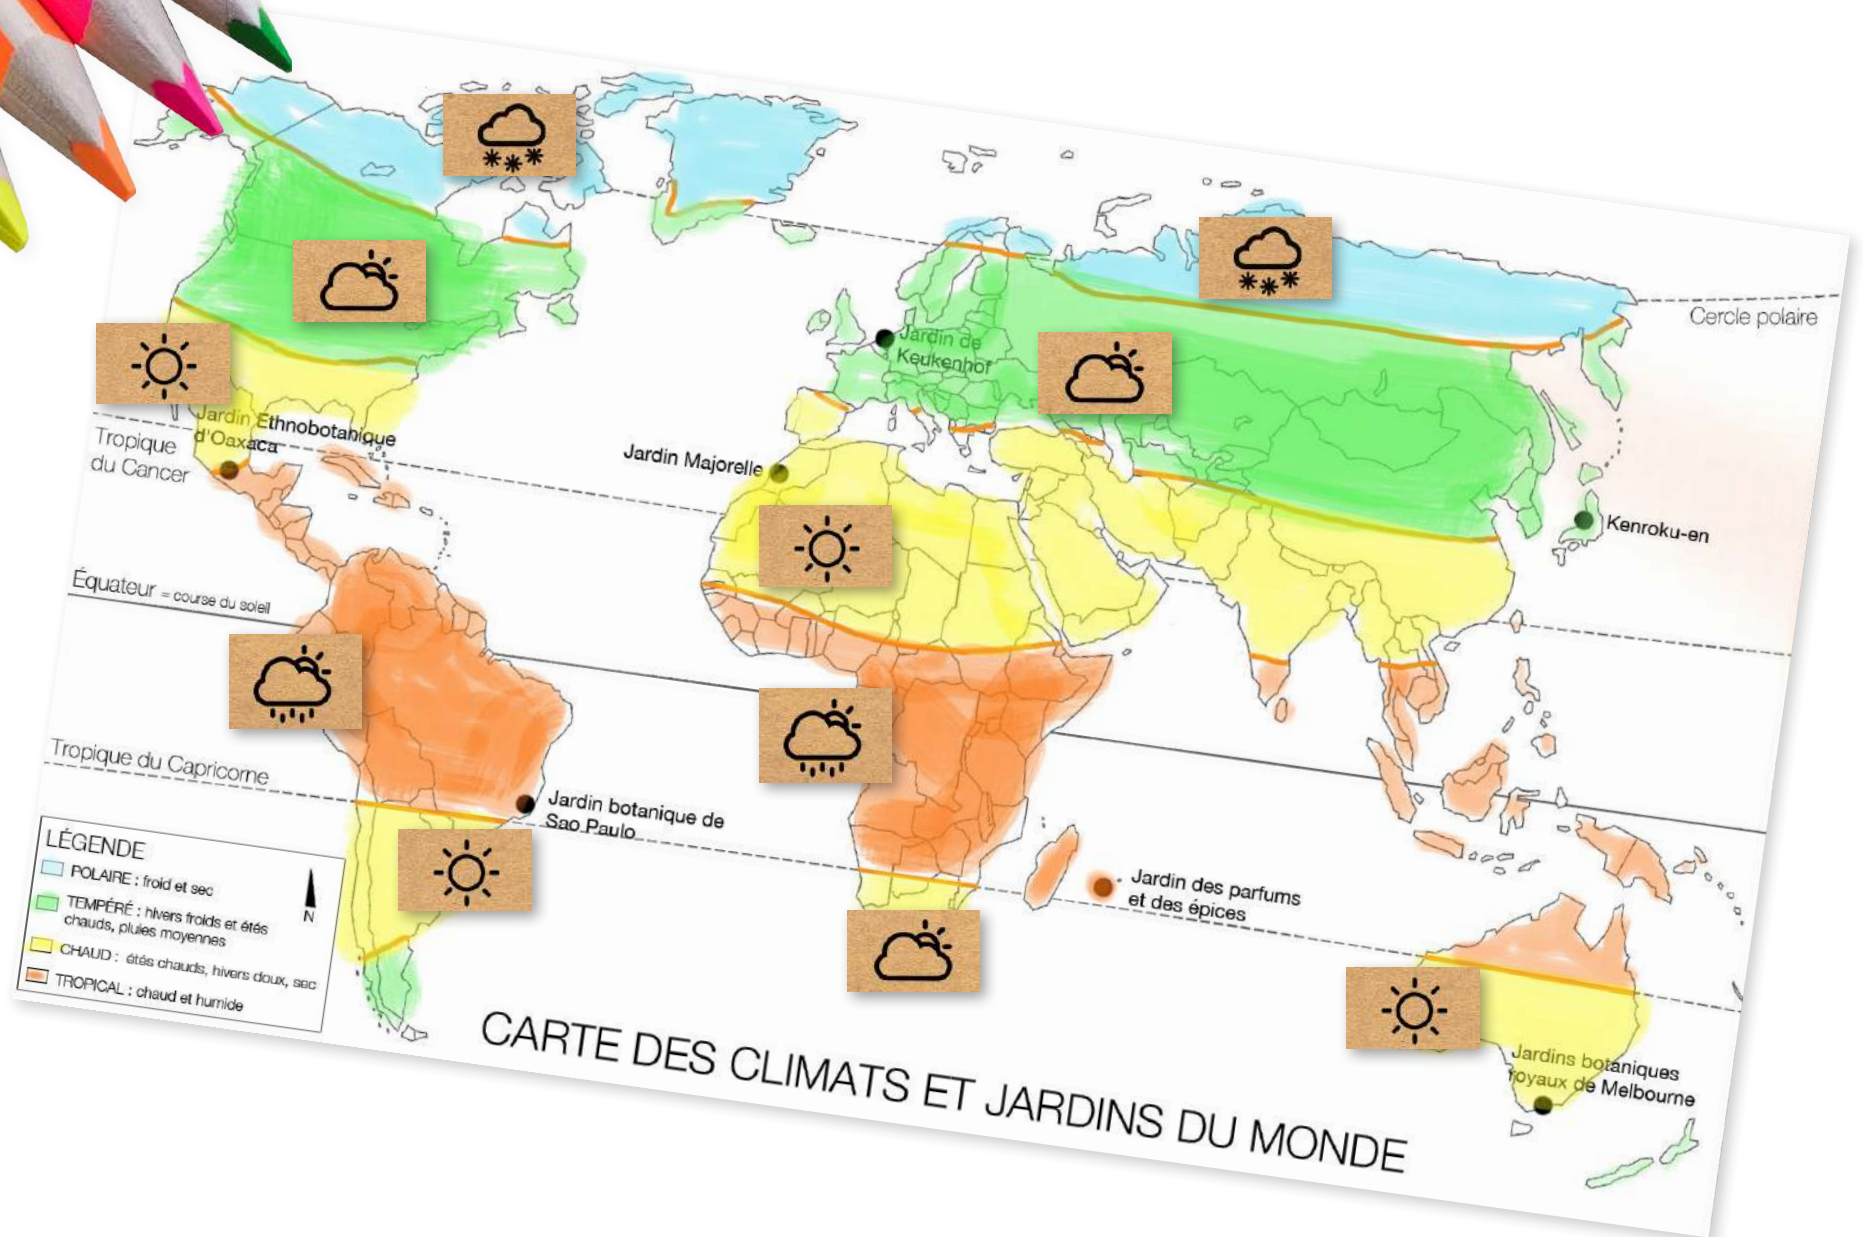 Cercle polaire
Jardin de
Keukenhof
Jardin Ethnobotanique
d'Oaxaca
Tropique
du Cancer
Jardin Majorelle
Kenroku-en
Équateur = course du soleil
Tropique du Capricorne
Jardin botanique de
Sao Paulo
Jardin des parfums
et des épices
LÉGENDE
POLAIRE : froid et sec
TEMPÉRÉ : hivers froids et étés
chauds, pluies moyennes
CHAUD : étés chauds, hivers doux, sec
TROPICAL : chaud et humide
N
Jardins botaniques
royaux de Melbourne
CARTE DES CLIMATS ET JARDINS DU MONDE